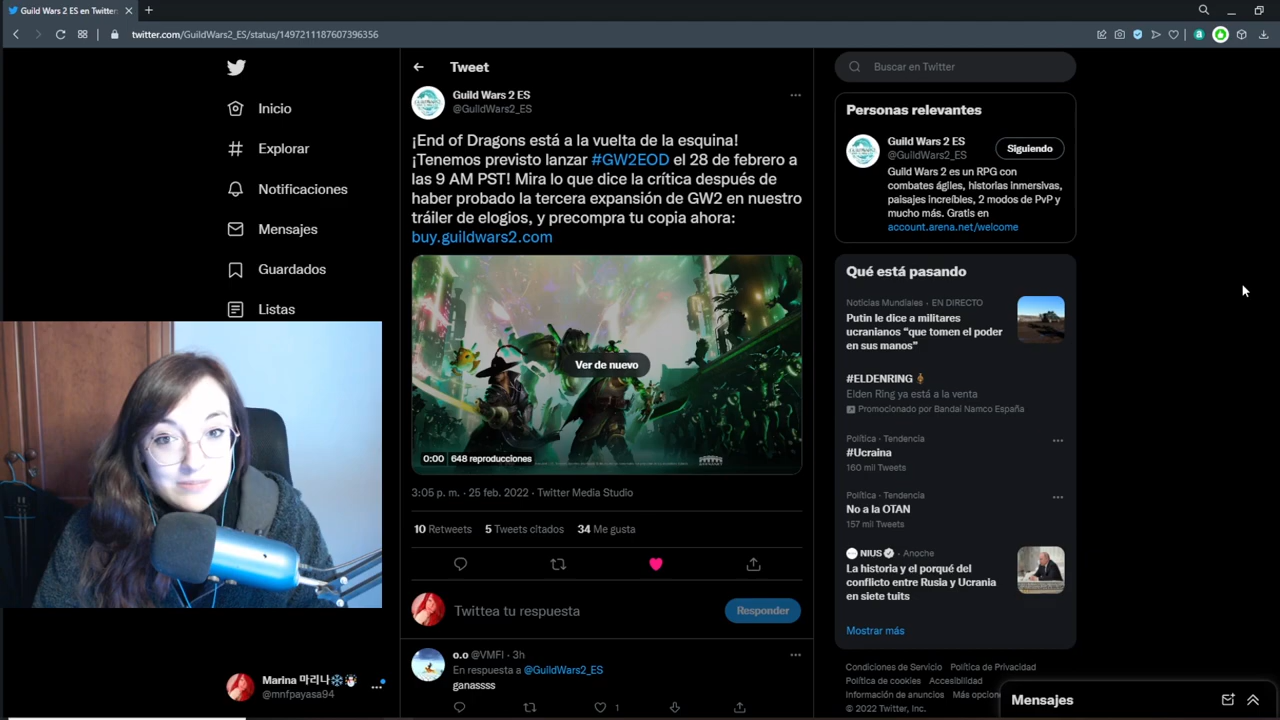 Guild Wars 2 ES en Twitter:
twitter.com/GuildWars2_ES/status/1497211187607396356
Inicio
Explorar
Notificaciones
Mensajes
Guardados
Listas
Marina 마리나❄️☃️
@mnfpayasa94
Tweet
Guild Wars 2 ES
@GuildWars2_ES
¡End of Dragons está a la vuelta de la esquina!
¡Tenemos previsto lanzar #GW2EOD el 28 de febrero a
las 9 AM PST! Mira lo que dice la crítica después de
haber probado la tercera expansión de GW2 en nuestro
tráiler de elogios, y precompra tu copia ahora:
buy.guildwars2.com
Ver de nuevo
0:00 648 reproducciones
3:05 p. m. · 25 feb. 2022 · Twitter Media Studio
10 Retweets 5 Tweets citados 34 Me gusta
Twittea tu respuesta
Responder
o.o @VMFI · 3h
En respuesta a @GuildWars2_ES
ganassss
1
Buscar en Twitter
Personas relevantes
Guild Wars 2 ES
@GuildWars2_ES
Siguiendo
Guild Wars 2 es un RPG con
combates ágiles, historias inmersivas,
paisajes increíbles, 2 modos de PvP y
mucho más. Gratis en
account.arena.net/welcome
Qué está pasando
Noticias Mundiales · EN DIRECTO
Putin le dice a militares
ucranianos “que tomen el poder
en sus manos”
#ELDENRING
Elden Ring ya está a la venta
Promocionado por Bandai Namco España
Política · Tendencia
#Ucraina
160 mil Tweets
Política · Tendencia
No a la OTAN
157 mil Tweets
NIUS · Anoche
La historia y el porqué del
conflicto entre Rusia y Ucrania
en siete tuits
Mostrar más
Condiciones de Servicio Política de Privacidad
Política de cookies Accesibilidad
Información de anuncios Más opcion
© 2022 Twitter, Inc.
Mensajes